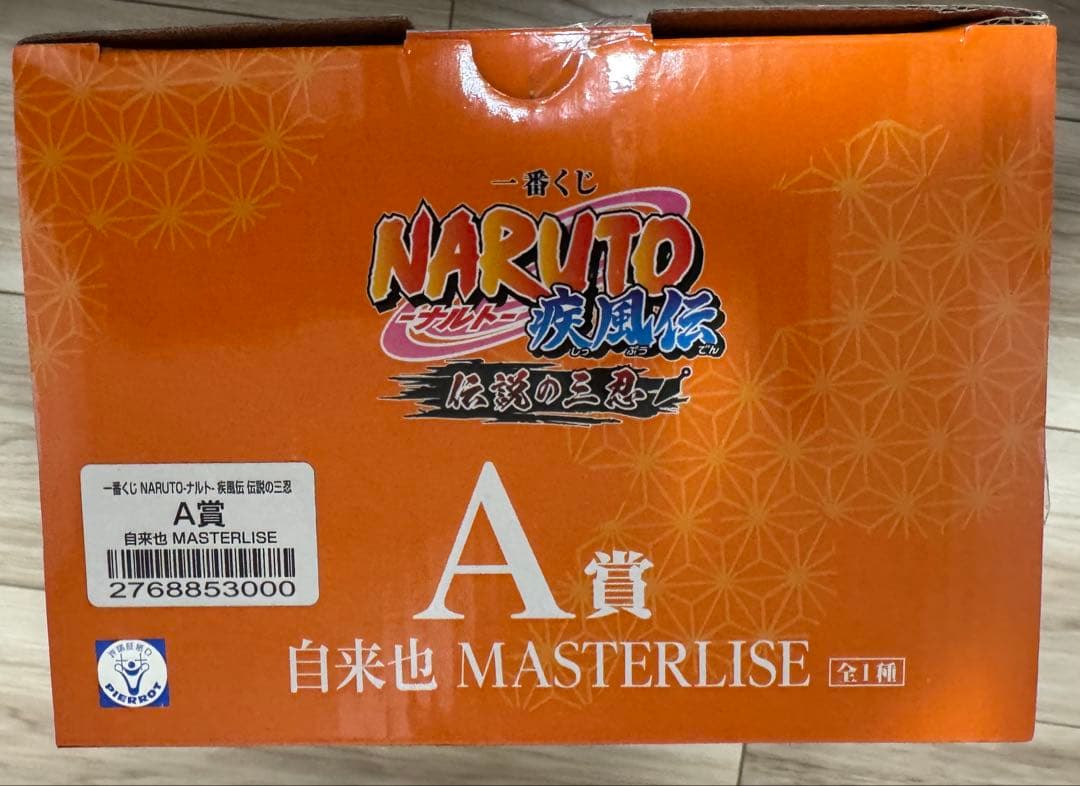 一番くじ
NARUTO
-ナルト-
疾風伝
しっ ぷう でん
伝説の三忍
一番くじ NARUTO-ナルト- 疾風伝 伝説の三忍
A賞
自来也 MASTERLISE
2768853000
A賞
自来也 MASTERLISE 全1種
PIERROT